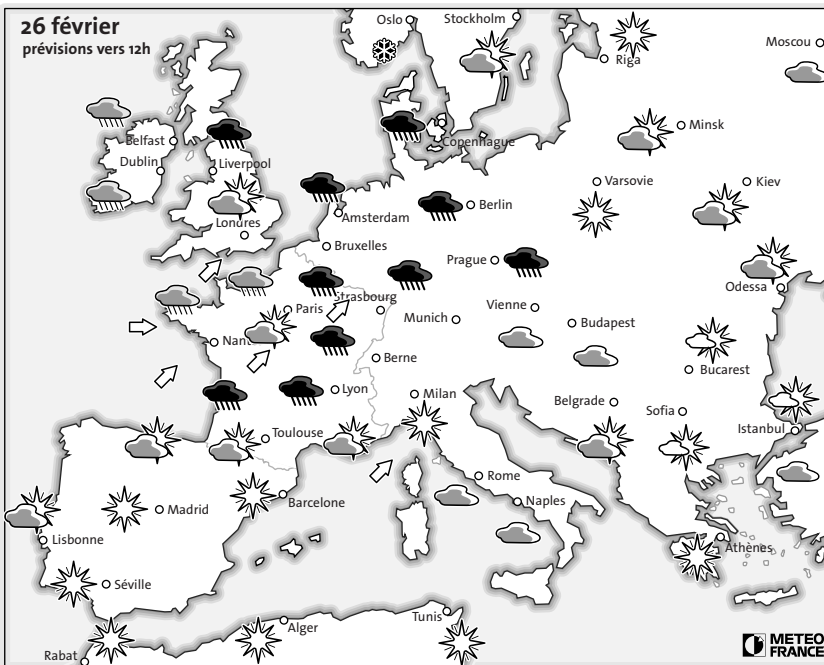 26 février
prévisions vers 12h
Oslo
Stockholm
Moscou
Riga
Minsk
Belfast
Copenhague
Dublin
Liverpool
Varsovie
Kiev
Londres
Amsterdam
Berlin
Bruxelles
Prague
Odessa
Strasbourg
Paris
Vienne
Munich
Budapest
Nant
Berne
Bucarest
Lyon
Milan
Belgrade
Sofia
Istanbul
Toulouse
Rome
Barcelone
Naples
Madrid
Lisbonne
Athènes
Séville
Tunis
Alger
Rabat
METEO
FRANCE